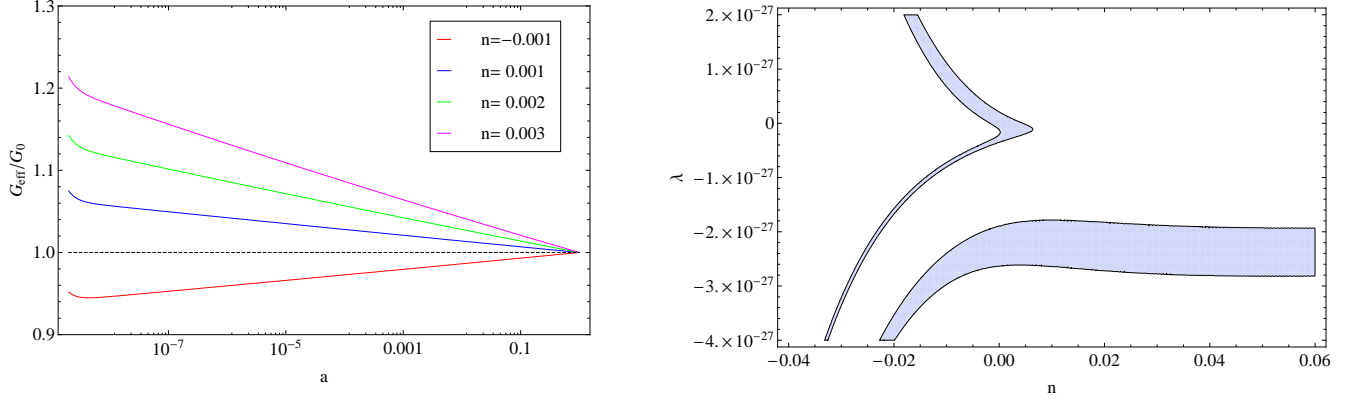 1.3
1.2
1.1
1.0
0.9
G_eff/G_0
n=−0.001
n= 0.001
n= 0.002
n= 0.003
10^-7
10^-5
0.001
0.1
a
2.×10^-27
1.×10^-27
0
−1.×10^-27
−2.×10^-27
−3.×10^-27
−4.×10^-27
λ
−0.04
−0.02
0.00
0.02
0.04
0.06
n